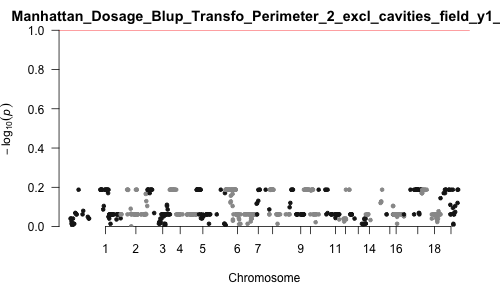 Manhattan_Dosage_Blup_Transfo_Perimeter_2_excl_cavities_field_y1_
1.0
0.8
0.6
0.4
0.2
0.0
− log10(p)
1 2 3 4 5 6 7 9 11 14 16 18
Chromosome